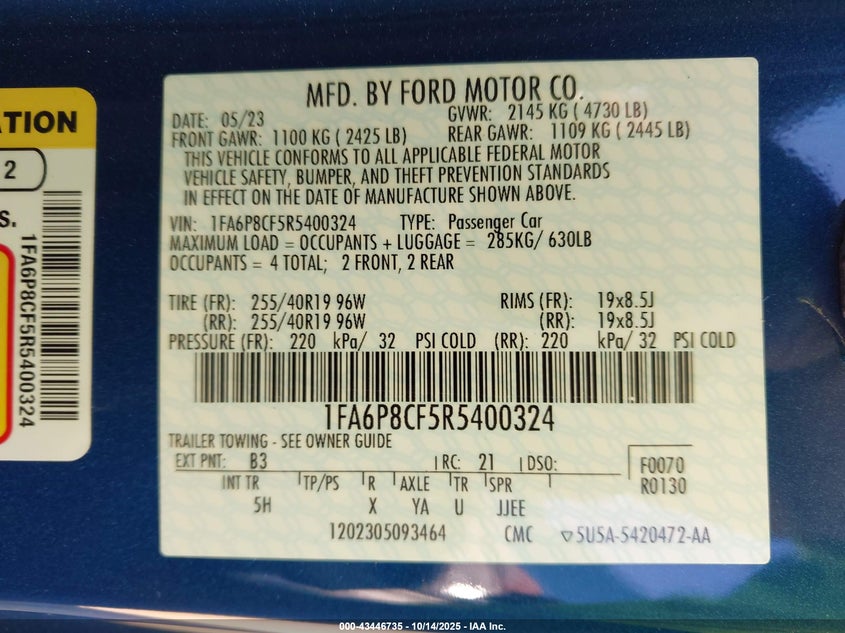 ATION
2
S.
1FA6P8CF5R5400324
MFD. BY FORD MOTOR CO.
DATE: 05/23 GVWR: 2145 KG ( 4730 LB)
FRONT GAWR: 1100 KG ( 2425 LB) REAR GAWR: 1109 KG ( 2445 LB)
THIS VEHICLE CONFORMS TO ALL APPLICABLE FEDERAL MOTOR
VEHICLE SAFETY, BUMPER, AND THEFT PREVENTION STANDARDS
IN EFFECT ON THE DATE OF MANUFACTURE SHOWN ABOVE.
VIN: 1FA6P8CF5R5400324 TYPE: Passenger Car
MAXIMUM LOAD = OCCUPANTS + LUGGAGE = 285KG/ 630LB
OCCUPANTS = 4 TOTAL; 2 FRONT, 2 REAR
TIRE (FR): 255/40R19 96W RIMS (FR): 19x8.5J
(RR): 255/40R19 96W (RR): 19x8.5J
PRESSURE (FR): 220 kPa/ 32 PSI COLD (RR): 220 kPa/ 32 PSI COLD
1FA6P8CF5R5400324
TRAILER TOWING - SEE OWNER GUIDE
EXT PNT: B3 RC: 21 DSO: F0070
INT TR TP/PS R AXLE TR SPR R0130
5H X YA U JJEE
1202305093464 CMC ▽5U5A-5420472-AA
000-43446735 - 10/14/2025 - IAA Inc.